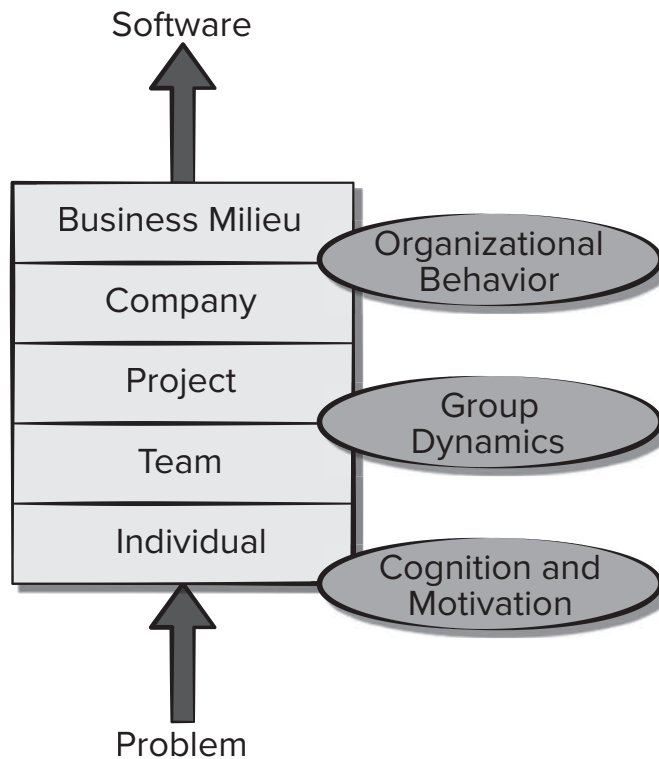 Software
Business Milieu
Organizational
Behavior
Company
Project
Group
Dynamics
Team
Individual
Cognition and
Motivation
Problem